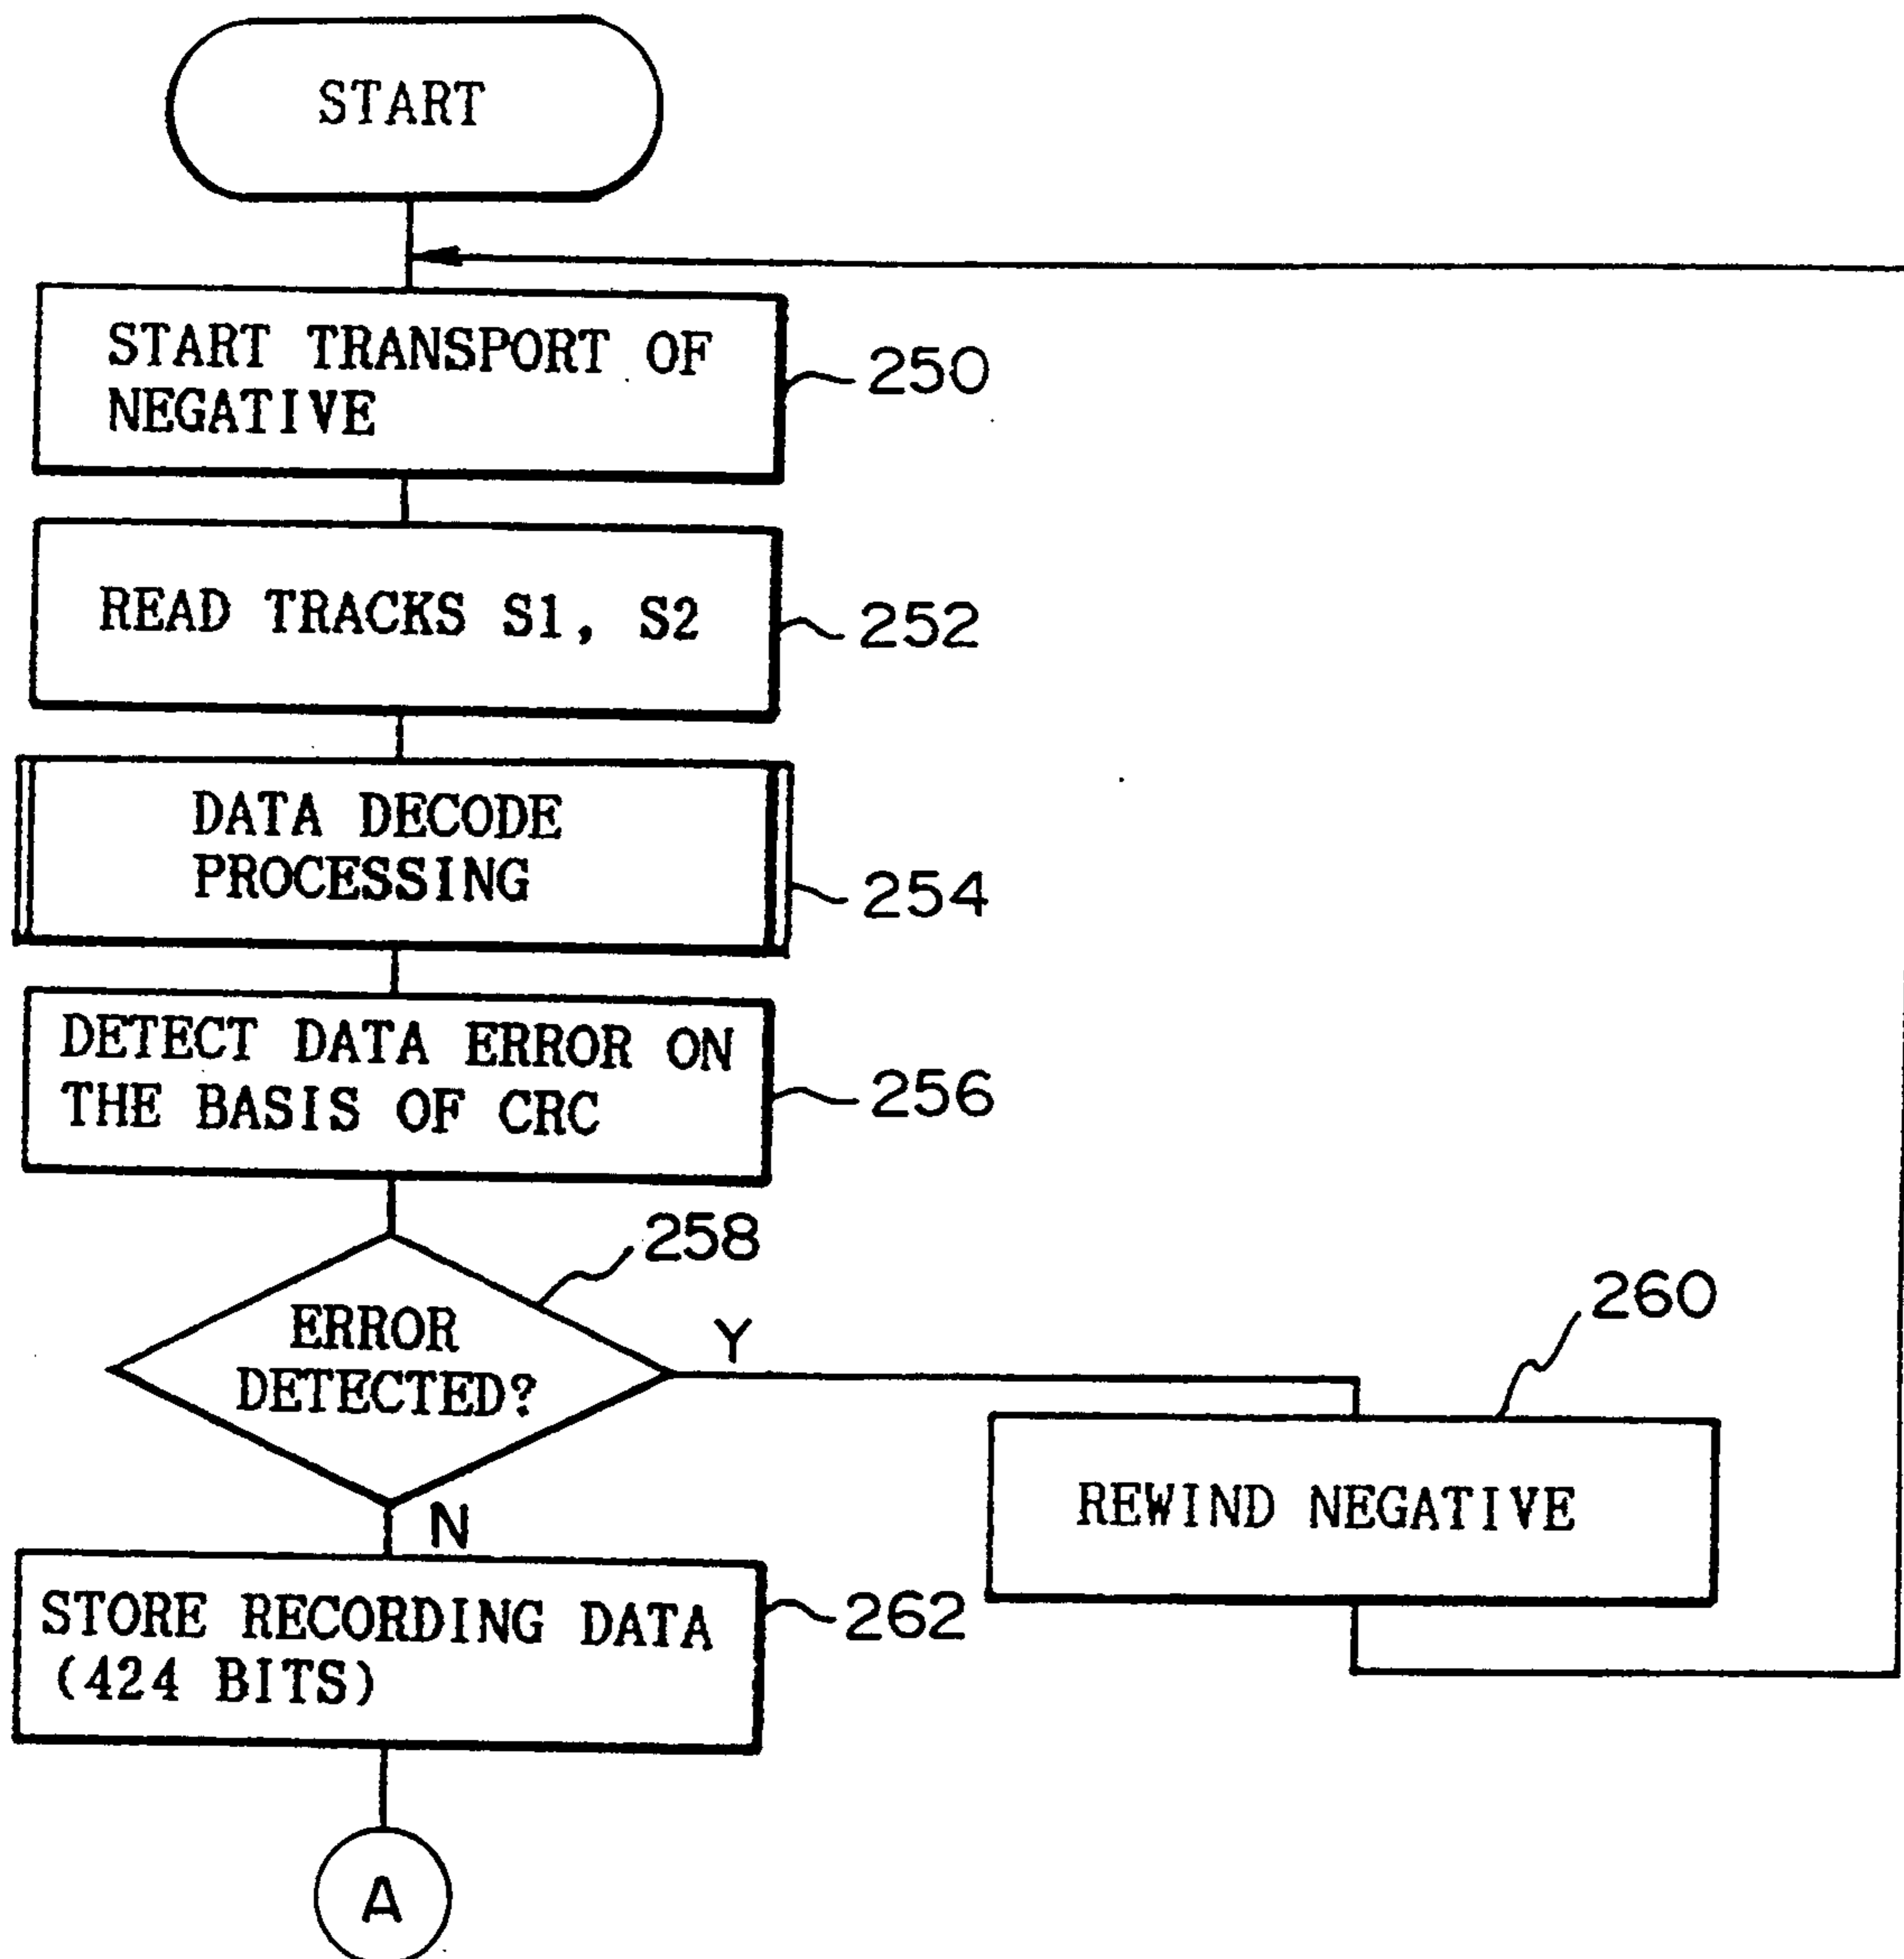 START
START TRANSPORT OF
NEGATIVE
250
READ TRACKS S1, S2
252
DATA DECODE
PROCESSING
254
DETECT DATA ERROR ON
THE BASIS OF CRC
256
258
ERROR
DETECTED?
Y
N
260
REWIND NEGATIVE
STORE RECORDING DATA
(424 BITS)
262
A